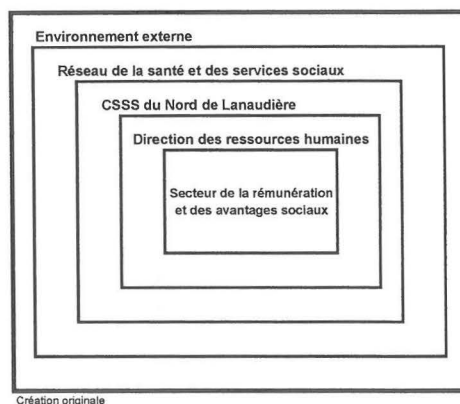 Environnement externe
Réseau de la santé et des services sociaux
CSSS du Nord de Lanaudière
Direction des ressources humaines
Secteur de la rémunération
et des avantages sociaux
Création originale